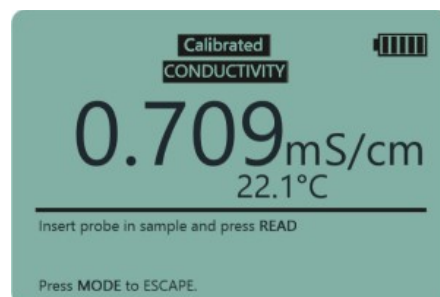 Calibrated
CONDUCTIVITY
0.709mS/cm
22.1°C
Insert probe in sample and press READ
Press MODE to ESCAPE.